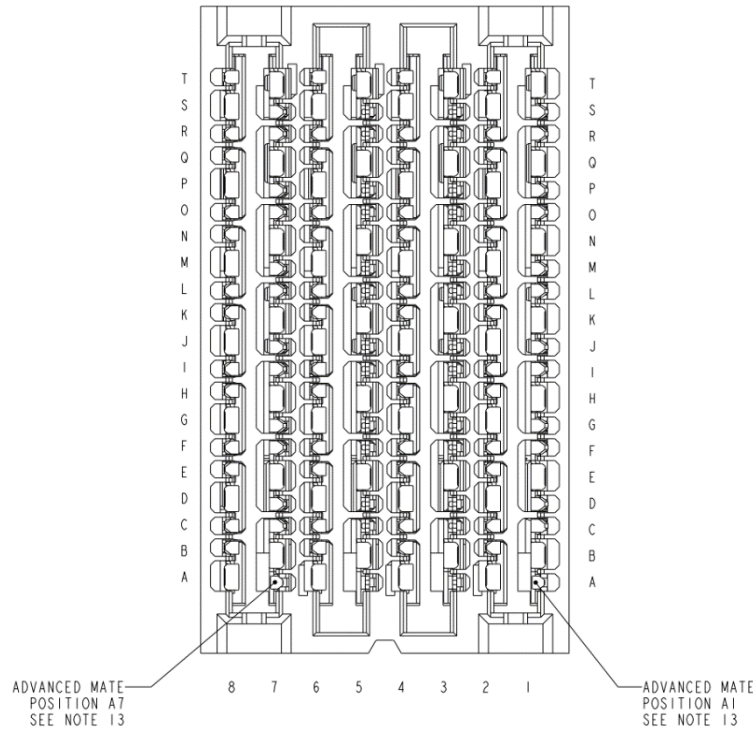 T T
S S
R R
Q Q
P P
O O
N N
M M
L L
K K
J J
I I
H H
G G
F F
E E
D D
C C
B B
A A
8 7 6 5 4 3 2 1
ADVANCED MATE
POSITION A7
SEE NOTE 13
ADVANCED MATE
POSITION A1
SEE NOTE 13